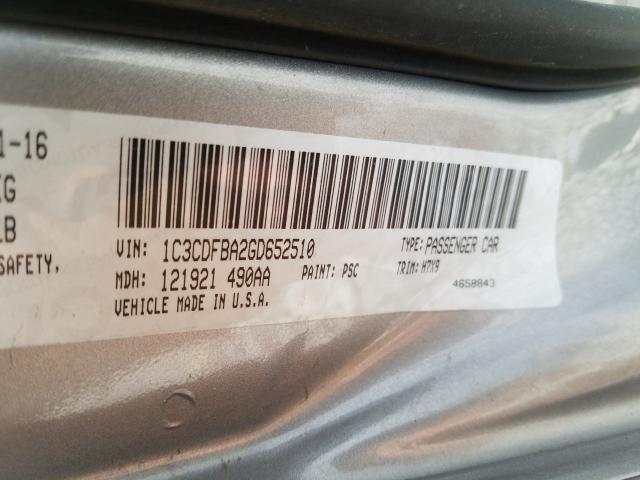 1-16
KG
LB
SAFETY,
VIN: 1C3CDFBA2GD652510
TYPE: PASSENGER CAR
MDH: 121921 490AA
PAINT: PSC
TRIM: H7X9
VEHICLE MADE IN U.S.A.
4658843